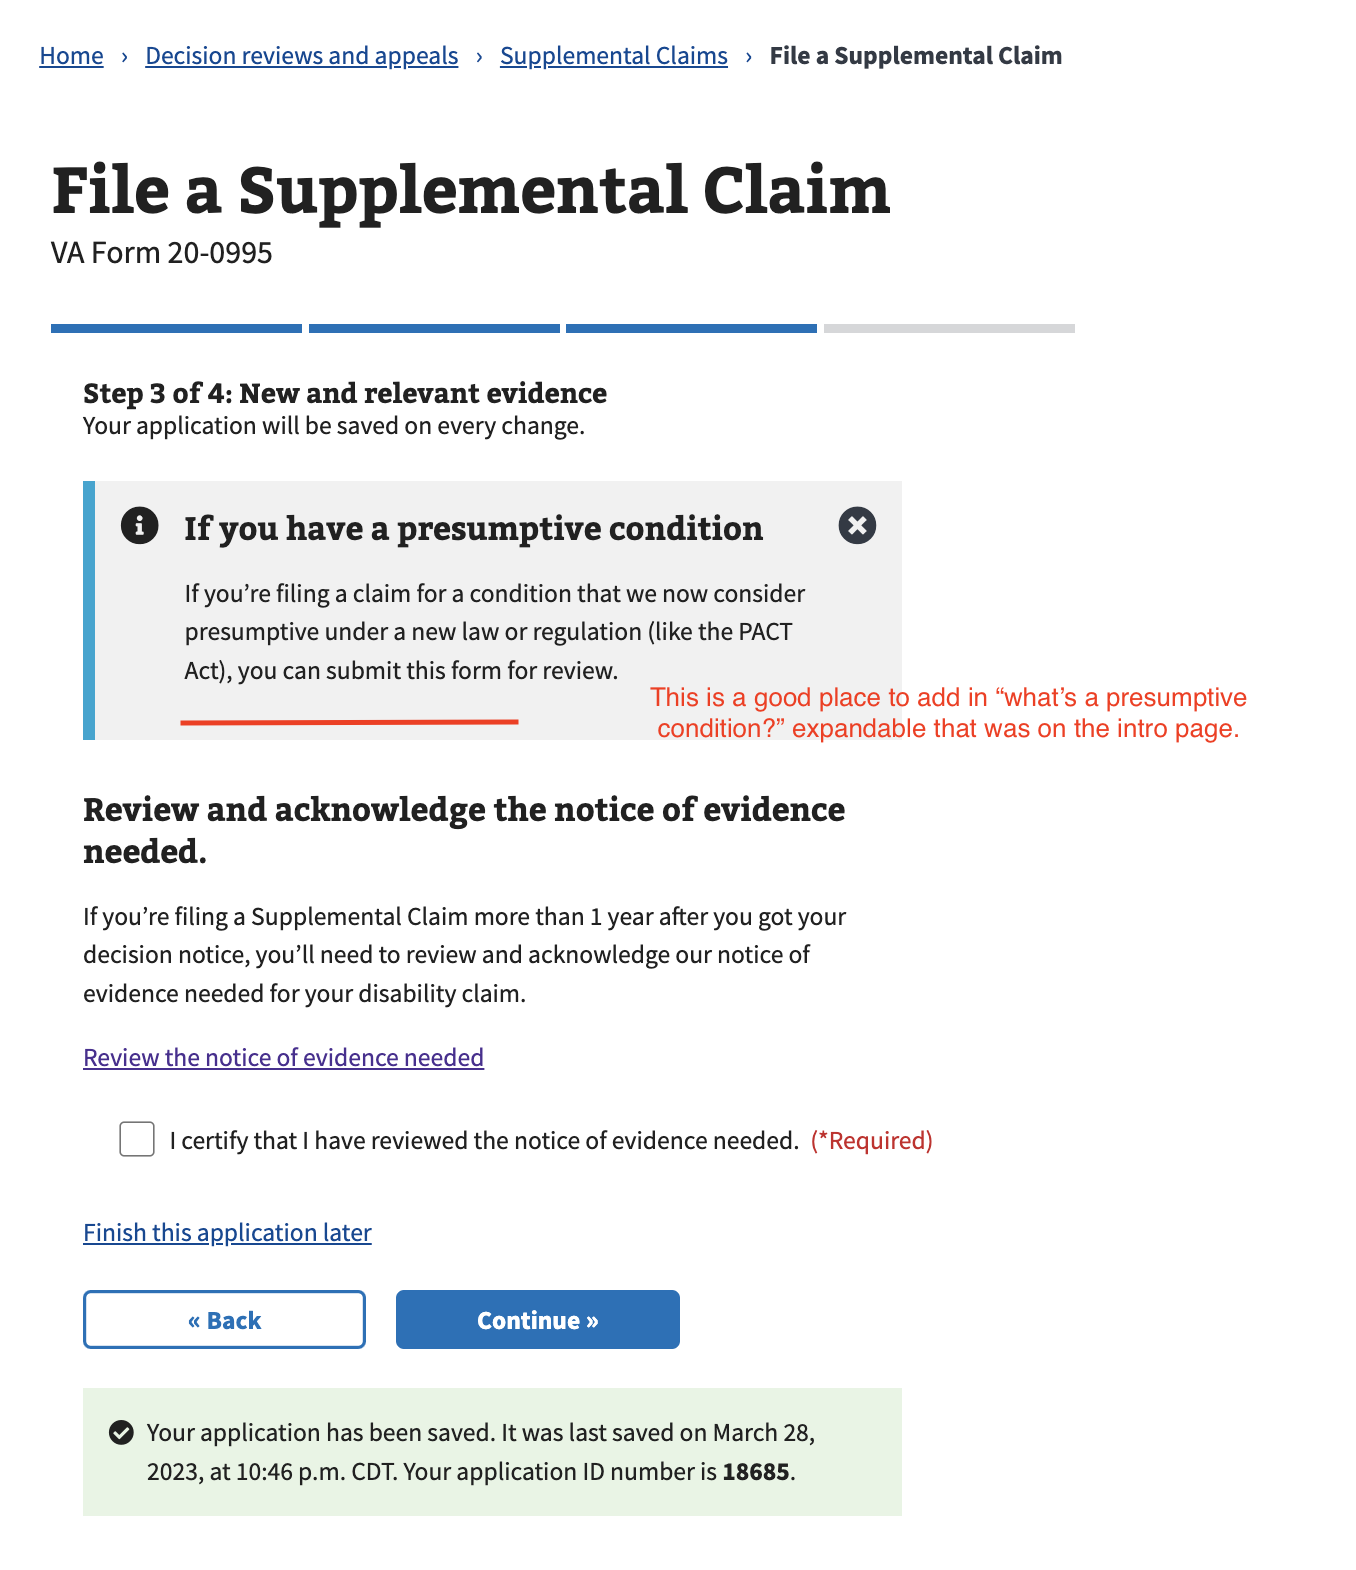 Home › Decision reviews and appeals › Supplemental Claims › File a Supplemental Claim
File a Supplemental Claim
VA Form 20-0995
Step 3 of 4: New and relevant evidence
Your application will be saved on every change.
If you have a presumptive condition
If you’re filing a claim for a condition that we now consider
presumptive under a new law or regulation (like the PACT
Act), you can submit this form for review.
This is a good place to add in “what’s a presumptive
condition?” expandable that was on the intro page.
Review and acknowledge the notice of evidence
needed.
If you’re filing a Supplemental Claim more than 1 year after you got your
decision notice, you’ll need to review and acknowledge our notice of
evidence needed for your disability claim.
Review the notice of evidence needed
I certify that I have reviewed the notice of evidence needed. (*Required)
Finish this application later
« Back
Continue »
Your application has been saved. It was last saved on March 28,
2023, at 10:46 p.m. CDT. Your application ID number is 18685.